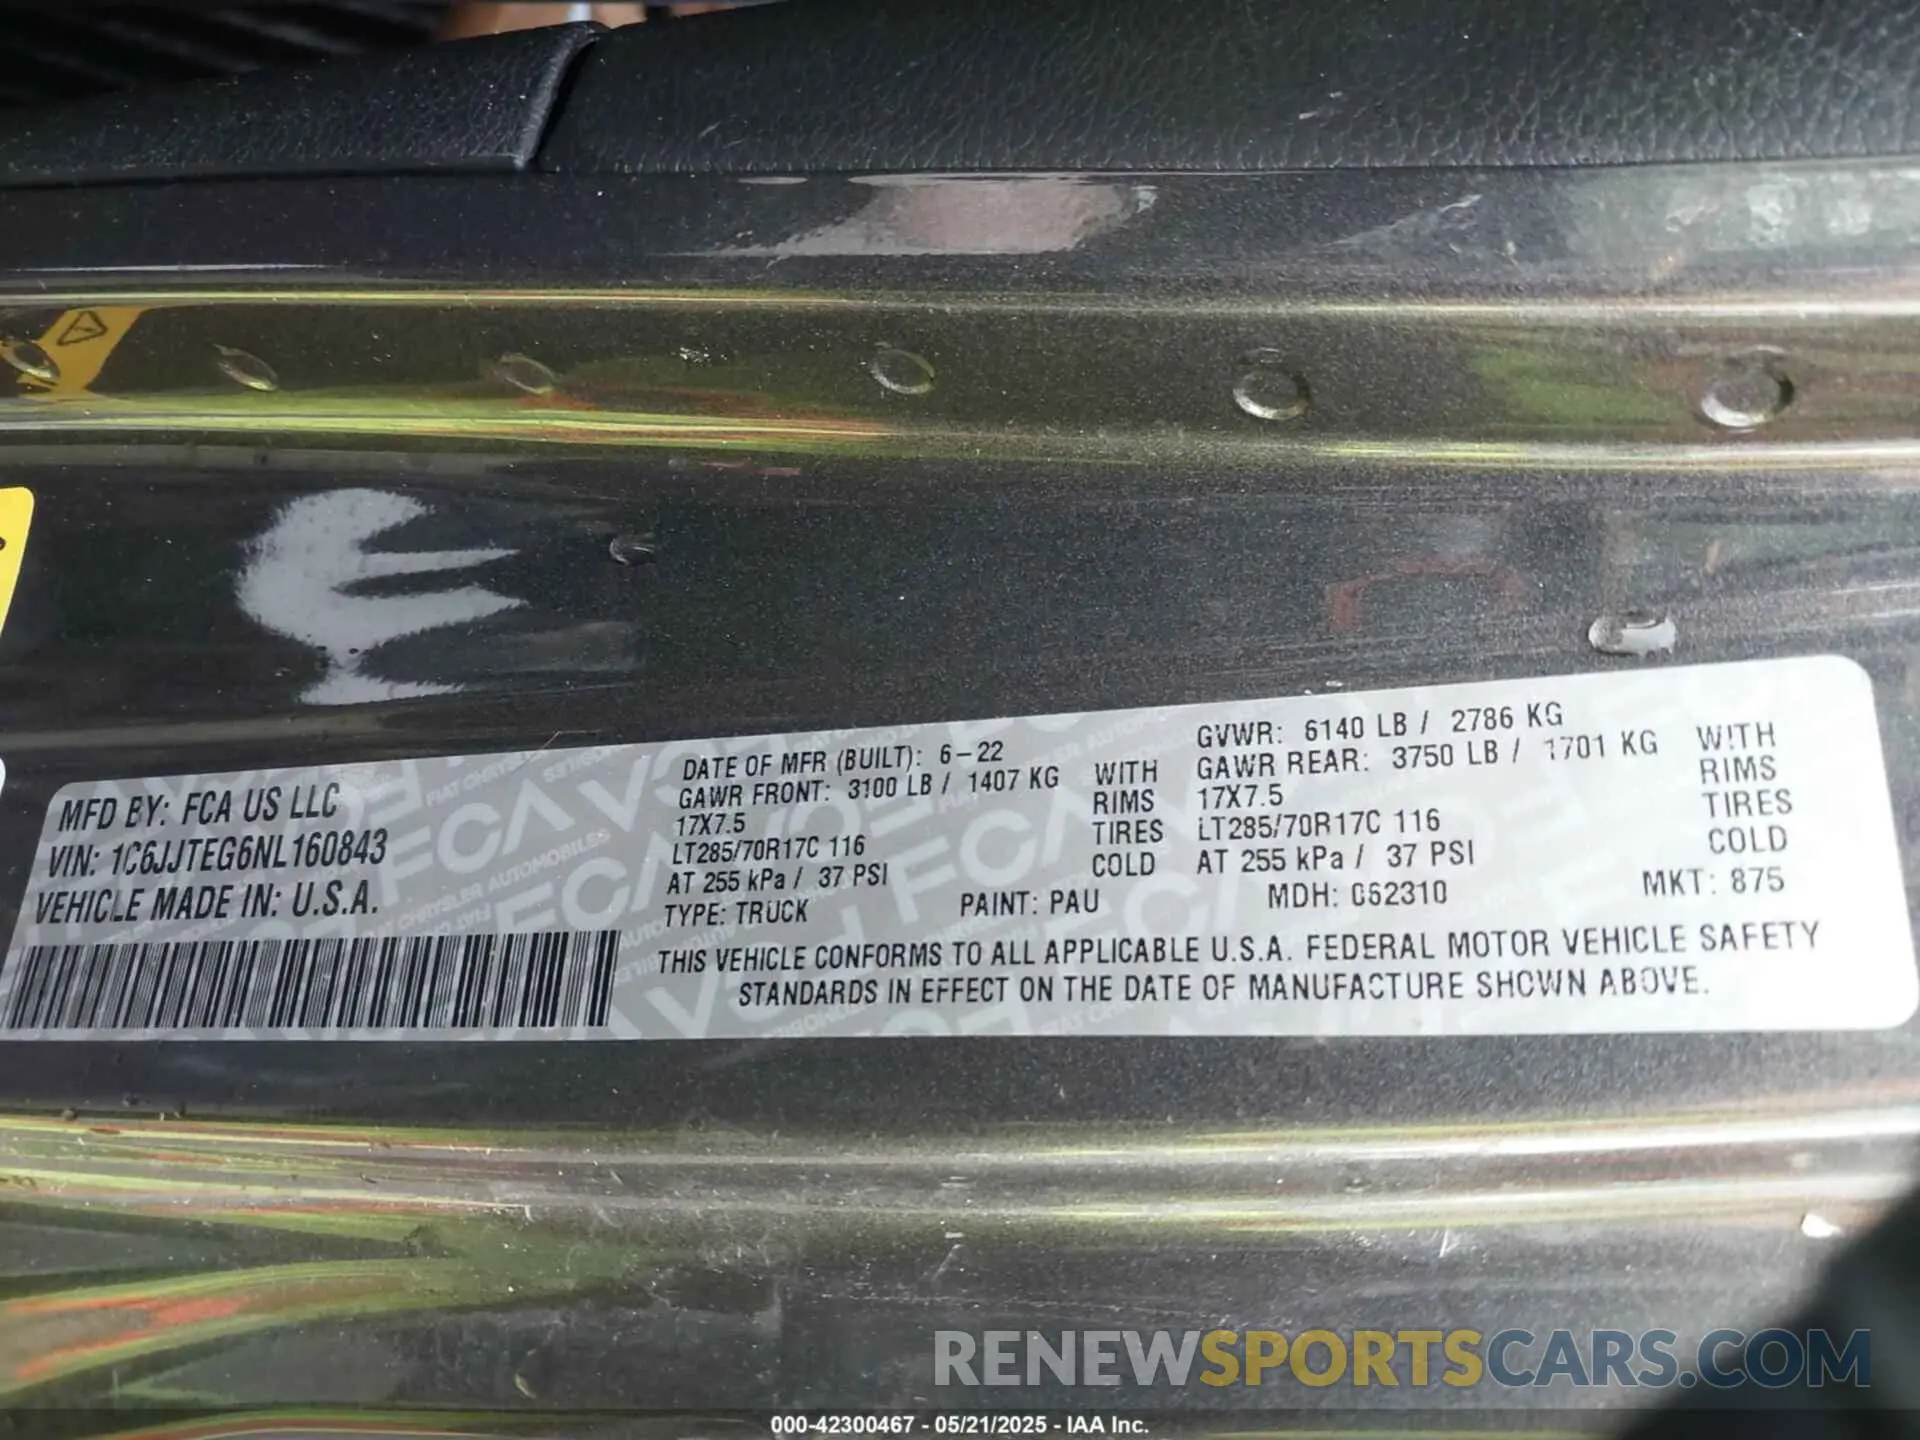 MFD BY: FCA US LLC
VIN: 1C6JJTEG6NL160843
VEHICLE MADE IN: U.S.A.
DATE OF MFR (BUILT): 6-22
GAWR FRONT: 3100 LB / 1407 KG WITH
17X7.5 RIMS
LT285/70R17C 116 TIRES
AT 255 kPa / 37 PSI COLD
GVWR: 6140 LB / 2786 KG
GAWR REAR: 3750 LB / 1701 KG WITH
17X7.5 RIMS
LT285/70R17C 116 TIRES
AT 255 kPa / 37 PSI COLD
TYPE: TRUCK PAINT: PAU MDH: 062310 MKT: 875
THIS VEHICLE CONFORMS TO ALL APPLICABLE U.S.A. FEDERAL MOTOR VEHICLE SAFETY
STANDARDS IN EFFECT ON THE DATE OF MANUFACTURE SHOWN ABOVE.
RENEWSPORTSCARS.COM
000-42300467 - 05/21/2025 - IAA Inc.